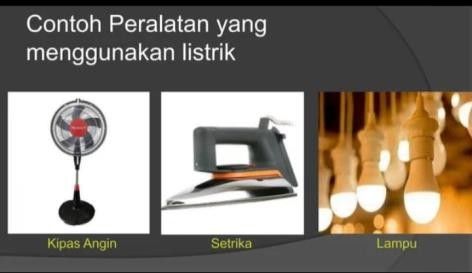 Contoh Peralatan yang
menggunakan listrik
Kipas Angin
Setrika
Lampu